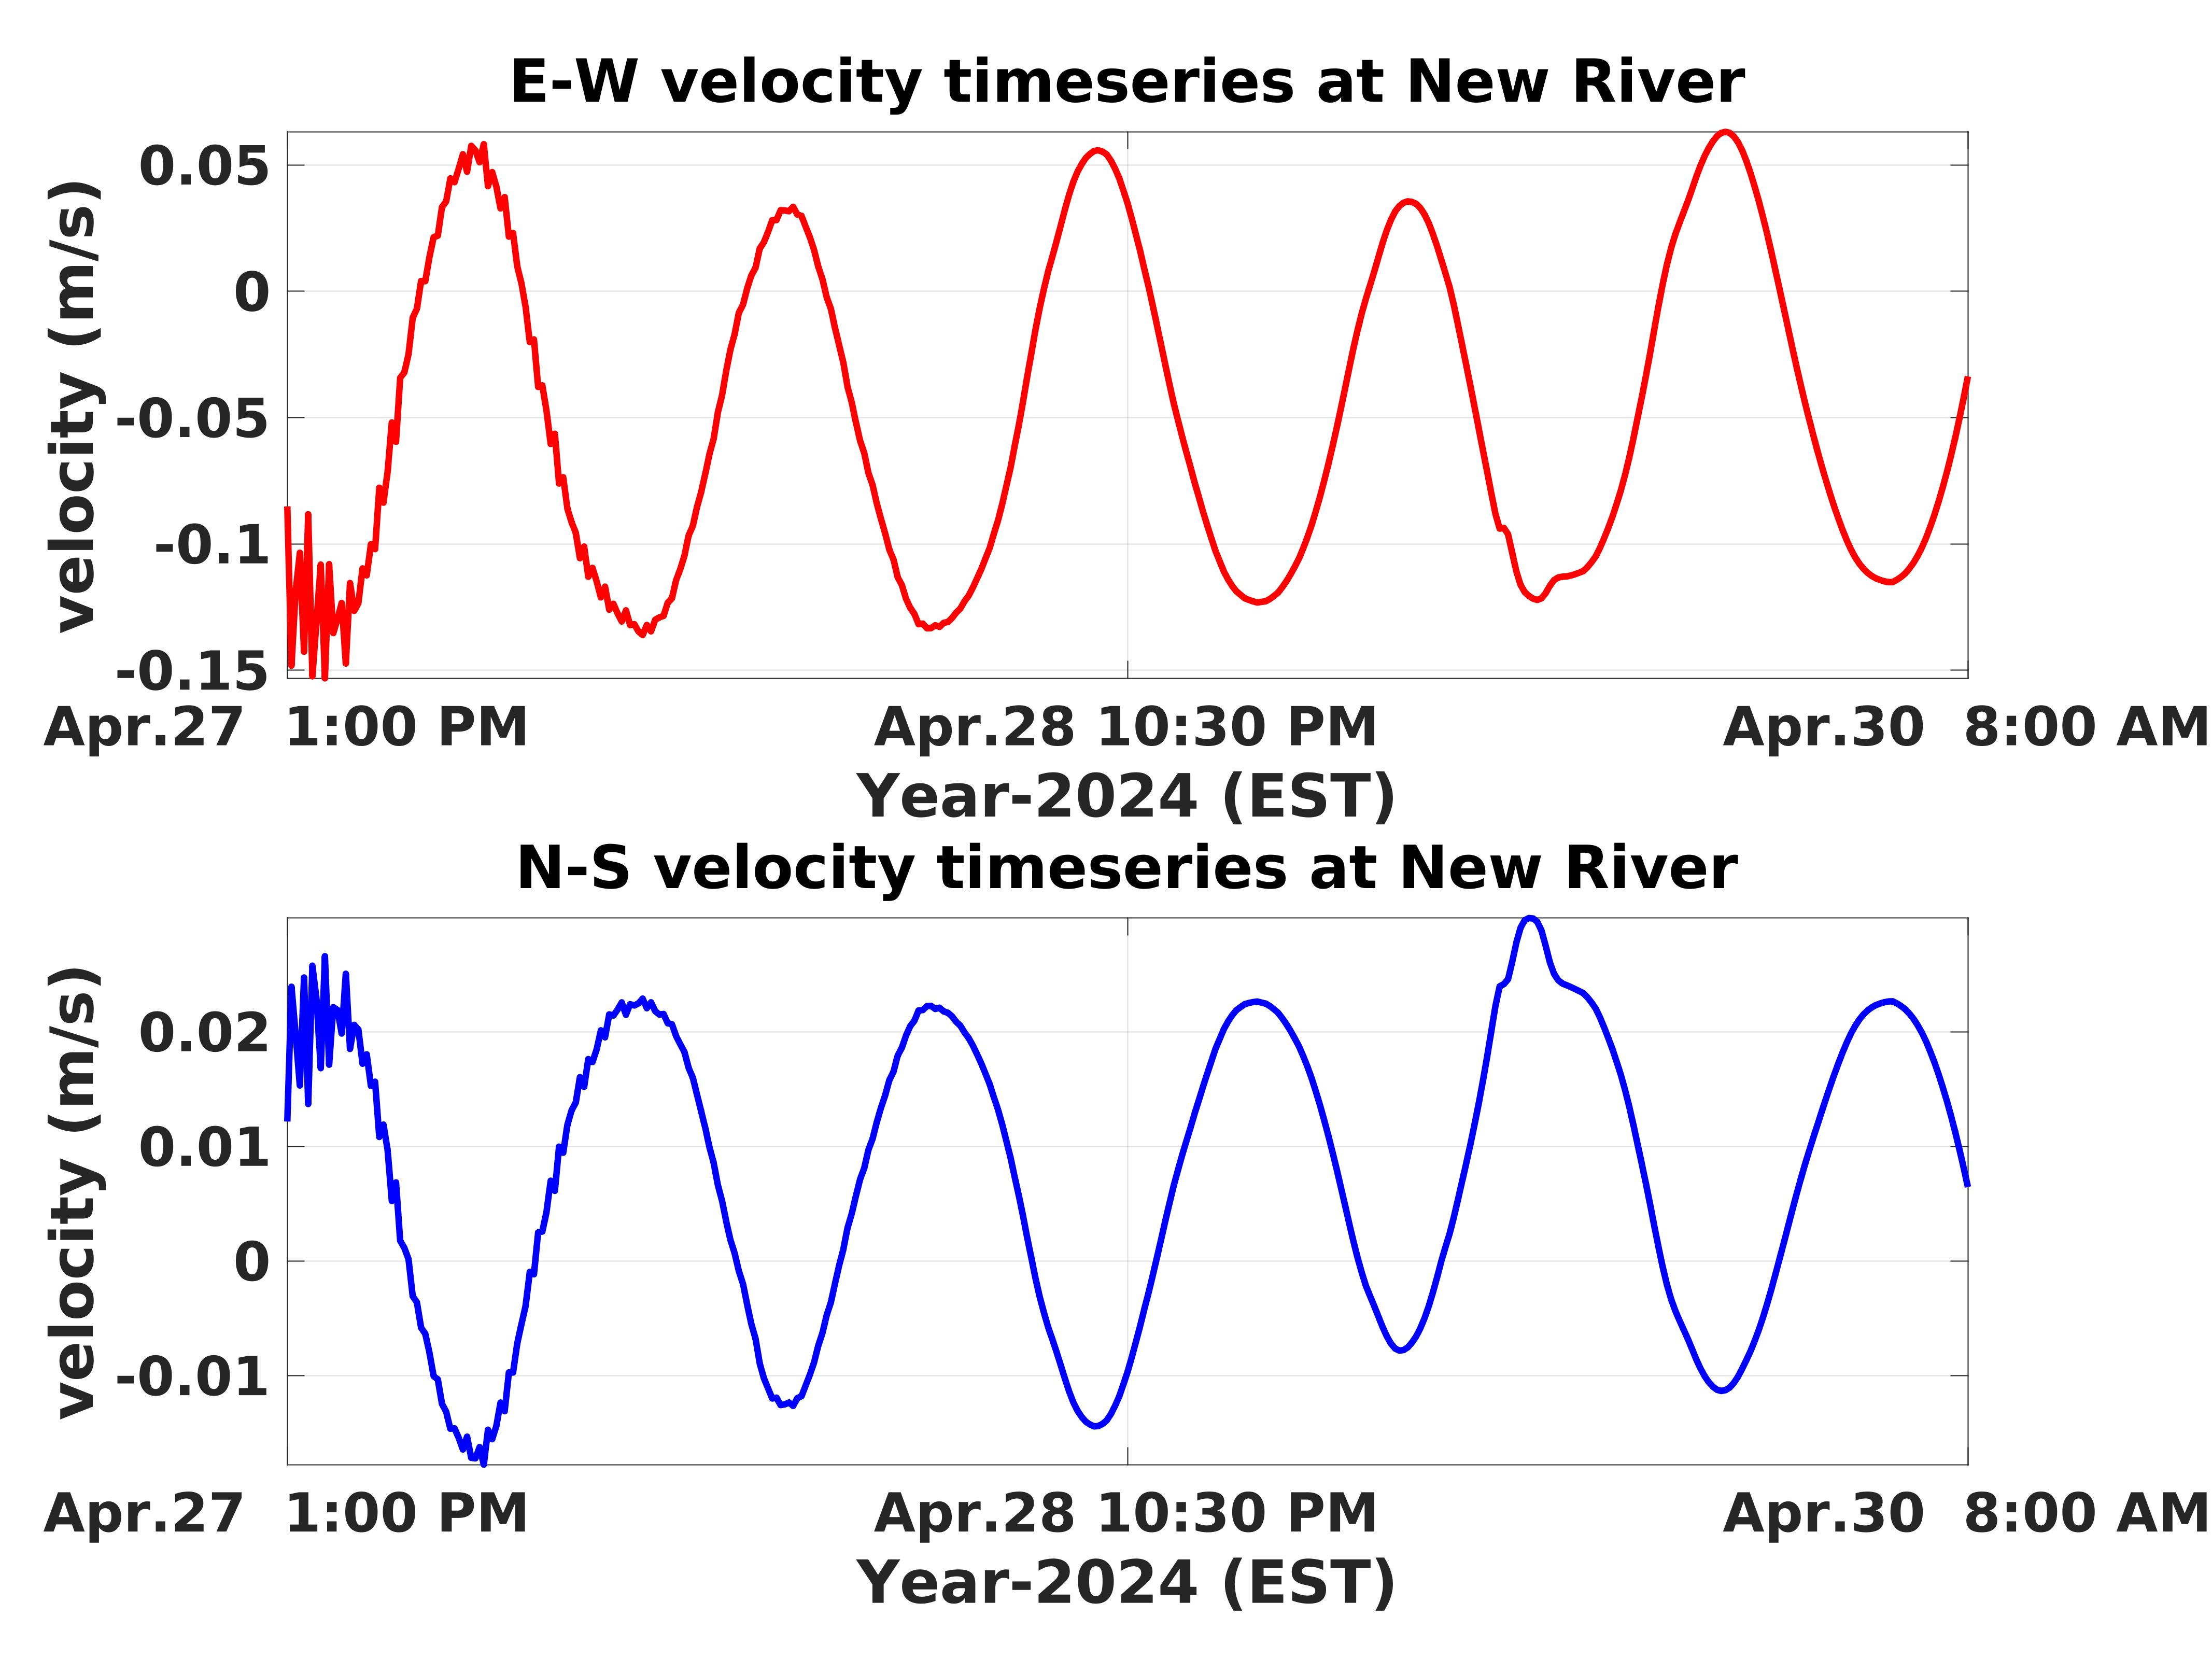 E-W velocity timeseries at New River
velocity (m/s)
0.05
0
-0.05
-0.1
-0.15
Apr.27 1:00 PM Apr.28 10:30 PM Apr.30 8:00 AM
Year-2024 (EST)
N-S velocity timeseries at New River
velocity (m/s)
0.02
0.01
0
-0.01
Apr.27 1:00 PM Apr.28 10:30 PM Apr.30 8:00 AM
Year-2024 (EST)